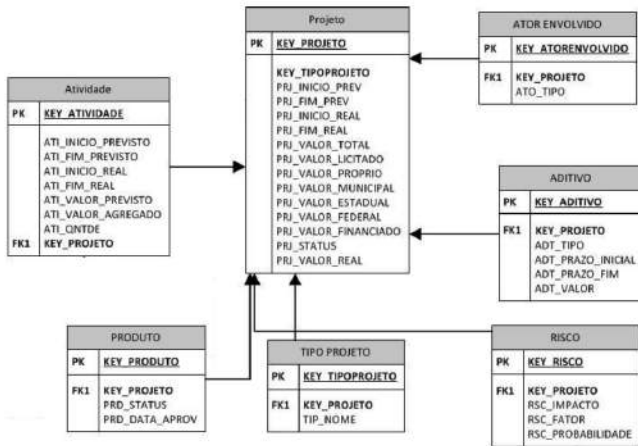 Projeto
PK KEY_PROJETO
KEY_TIPOPROJETO
PRJ_INICIO_PREV
PRJ_FIM_PREV
PRJ_INICIO_REAL
PRJ_FIM_REAL
PRJ_VALOR_TOTAL
PRJ_VALOR_LICITADO
PRJ_VALOR_PROPRIO
PRJ_VALOR_MUNICIPAL
PRJ_VALOR_ESTADUAL
PRJ_VALOR_FEDERAL
PRJ_VALOR_FINANCIADO
PRJ_STATUS
PRJ_VALOR_REAL
ATOR ENVOLVIDO
PK KEY_ATORENVOLVIDO
FK1 KEY_PROJETO
ATO_TIPO
Atividade
PK KEY_ATIVIDADE
ATI_INICIO_PREVISTO
ATI_FIM_PREVISTO
ATI_INICIO_REAL
ATI_FIM_REAL
ATI_VALOR_PREVISTO
ATI_VALOR_AGREGADO
ATI_QNTDE
FK1 KEY_PROJETO
ADITIVO
PK KEY_ADITIVO
FK1 KEY_PROJETO
ADT_TIPO
ADT_PRAZO_INICIAL
ADT_PRAZO_FIM
ADT_VALOR
PRODUTO
PK KEY_PRODUTO
FK1 KEY_PROJETO
PRD_STATUS
PRD_DATA_APROV
TIPO PROJETO
PK KEY_TIPOPROJETO
FK1 KEY_PROJETO
TIP_NOME
RISCO
PK KEY_RISCO
FK1 KEY_PROJETO
RSC_IMPACTO
RSC_FATOR
RSC_PROBABILIDADE